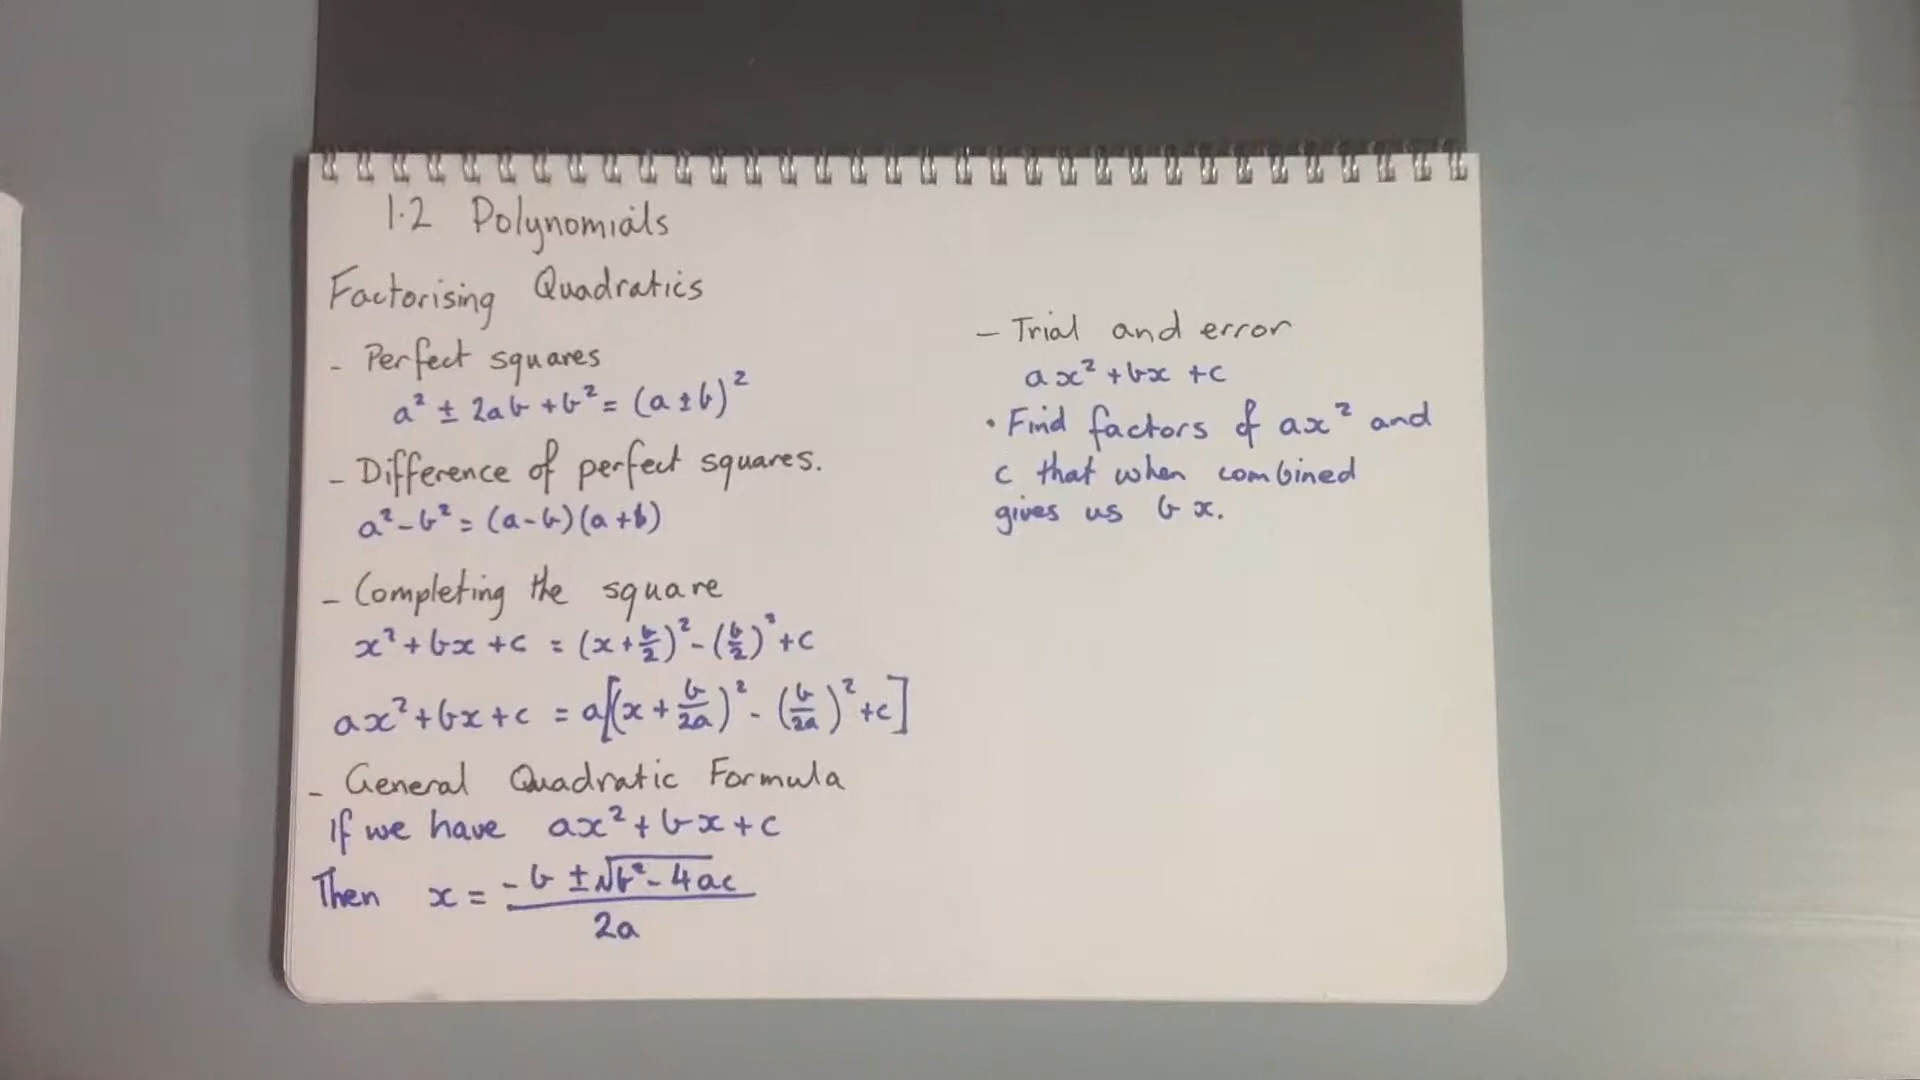 1.2 Polynomials
Factorising Quadratics
- Perfect squares
a² ± 2ab + b² = (a ± b)²
- Difference of perfect squares.
a² - b² = (a - b)(a + b)
- Completing the square
x² + bx + c = (x + b/2)² - (b/2)² + c
ax² + bx + c = a[(x + b/2a)² - (b/2a)² + c]
- General Quadratic Formula
If we have ax² + bx + c
Then x = (-b ± √(b² - 4ac)) / 2a
- Trial and error
ax² + bx + c
• Find factors of ax² and
c that when combined
gives us bx.